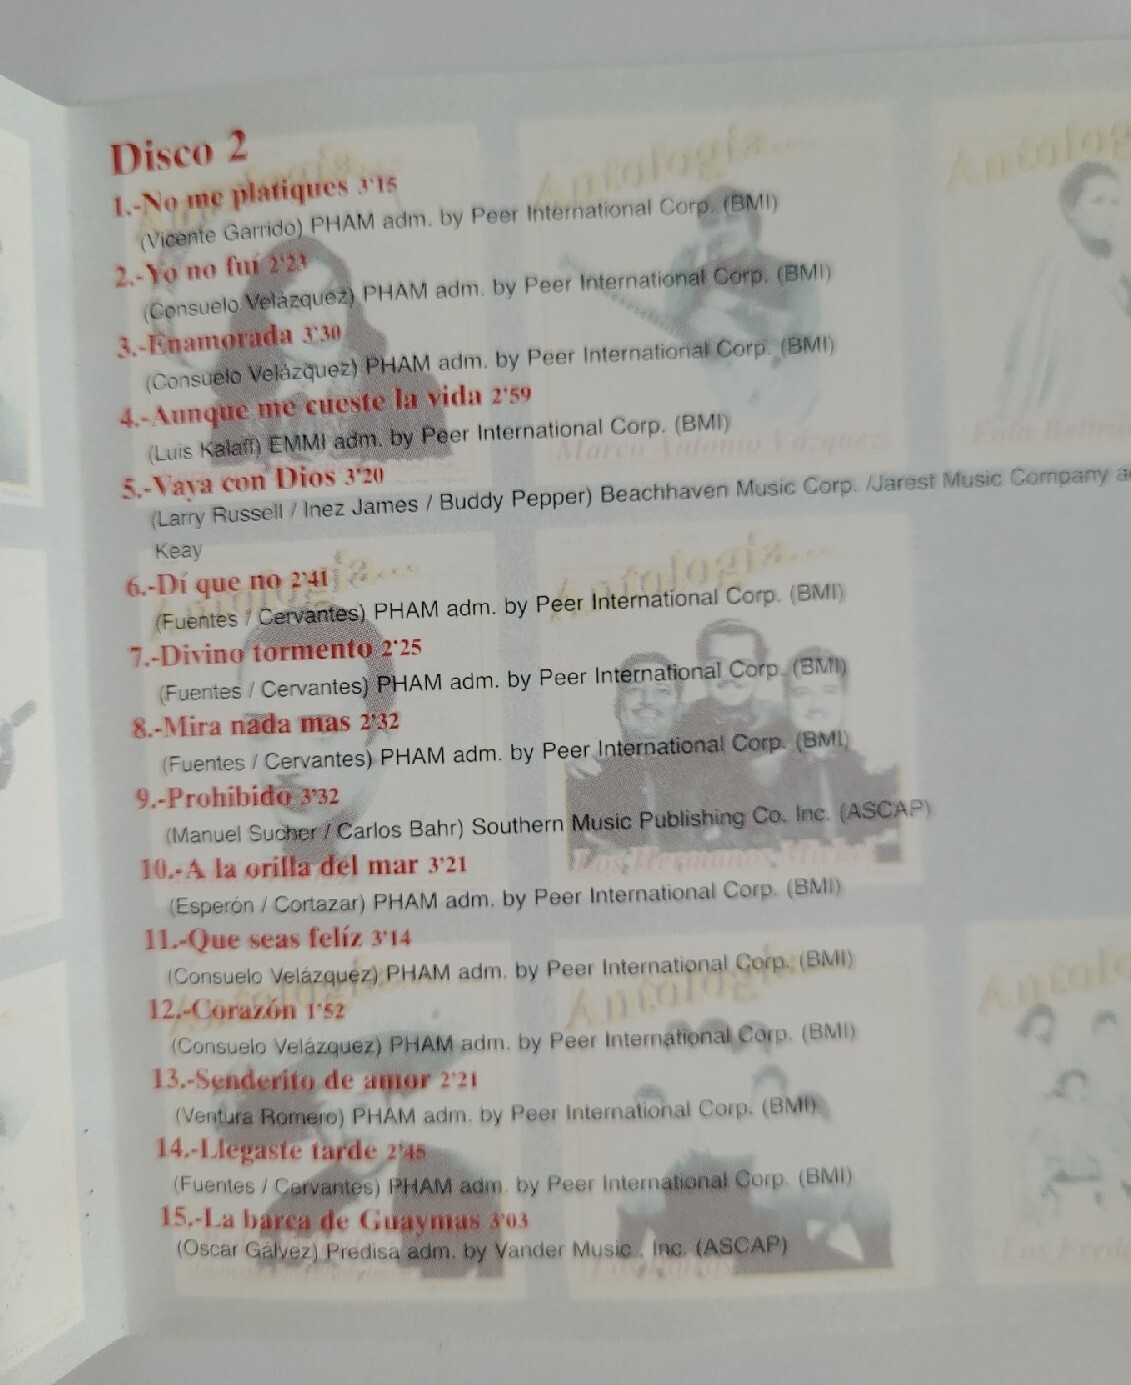 Disco 2
1.-No me platiques 3'15
(Vicente Garrido) PHAM adm. by Peer International Corp. (BMI)
2.-Yo no fuí 2'23
(Consuelo Velázquez) PHAM adm. by Peer International Corp. (BMI)
3.-Enamorada 3'30
(Consuelo Velázquez) PHAM adm. by Peer International Corp. (BMI)
4.-Aunque me cueste la vida 2'59
(Luis Kalaff) EMMI adm. by Peer International Corp. (BMI)
5.-Vaya con Dios 3'20
(Larry Russell / Inez James / Buddy Pepper) Beachhaven Music Corp. /Jarest Music Company
Keay
6.-Dí que no 2'41
(Fuentes / Cervantes) PHAM adm. by Peer International Corp. (BMI)
7.-Divino tormento 2'25
(Fuentes / Cervantes) PHAM adm. by Peer International Corp. (BMI)
8.-Mira nada mas 2'32
(Fuentes / Cervantes) PHAM adm. by Peer International Corp. (BMI)
9.-Prohibido 3'32
(Manuel Sucher / Carlos Bahr) Southern Music Publishing Co. Inc. (ASCAP)
10.-A la orilla del mar 3'21
(Esperón / Cortazar) PHAM adm. by Peer International Corp. (BMI)
11.-Que seas felíz 3'14
(Consuelo Velázquez) PHAM adm. by Peer International Corp. (BMI)
12.-Corazón 1'52
(Consuelo Velázquez) PHAM adm. by Peer International Corp. (BMI)
13.-Senderito de amor 2'21
(Ventura Romero) PHAM adm. by Peer International Corp. (BMI)
14.-Llegaste tarde 2'45
(Fuentes / Cervantes) PHAM adm. by Peer International Corp. (BMI)
15.-La barca de Guaymas 3'03
(Oscar Gálvez) Predisa adm. by Vander Music , Inc. (ASCAP)
Antología...
Antología...
Marco Antonio Vázquez
Antología...
Antología...
Los Hermanos Michel
Antología